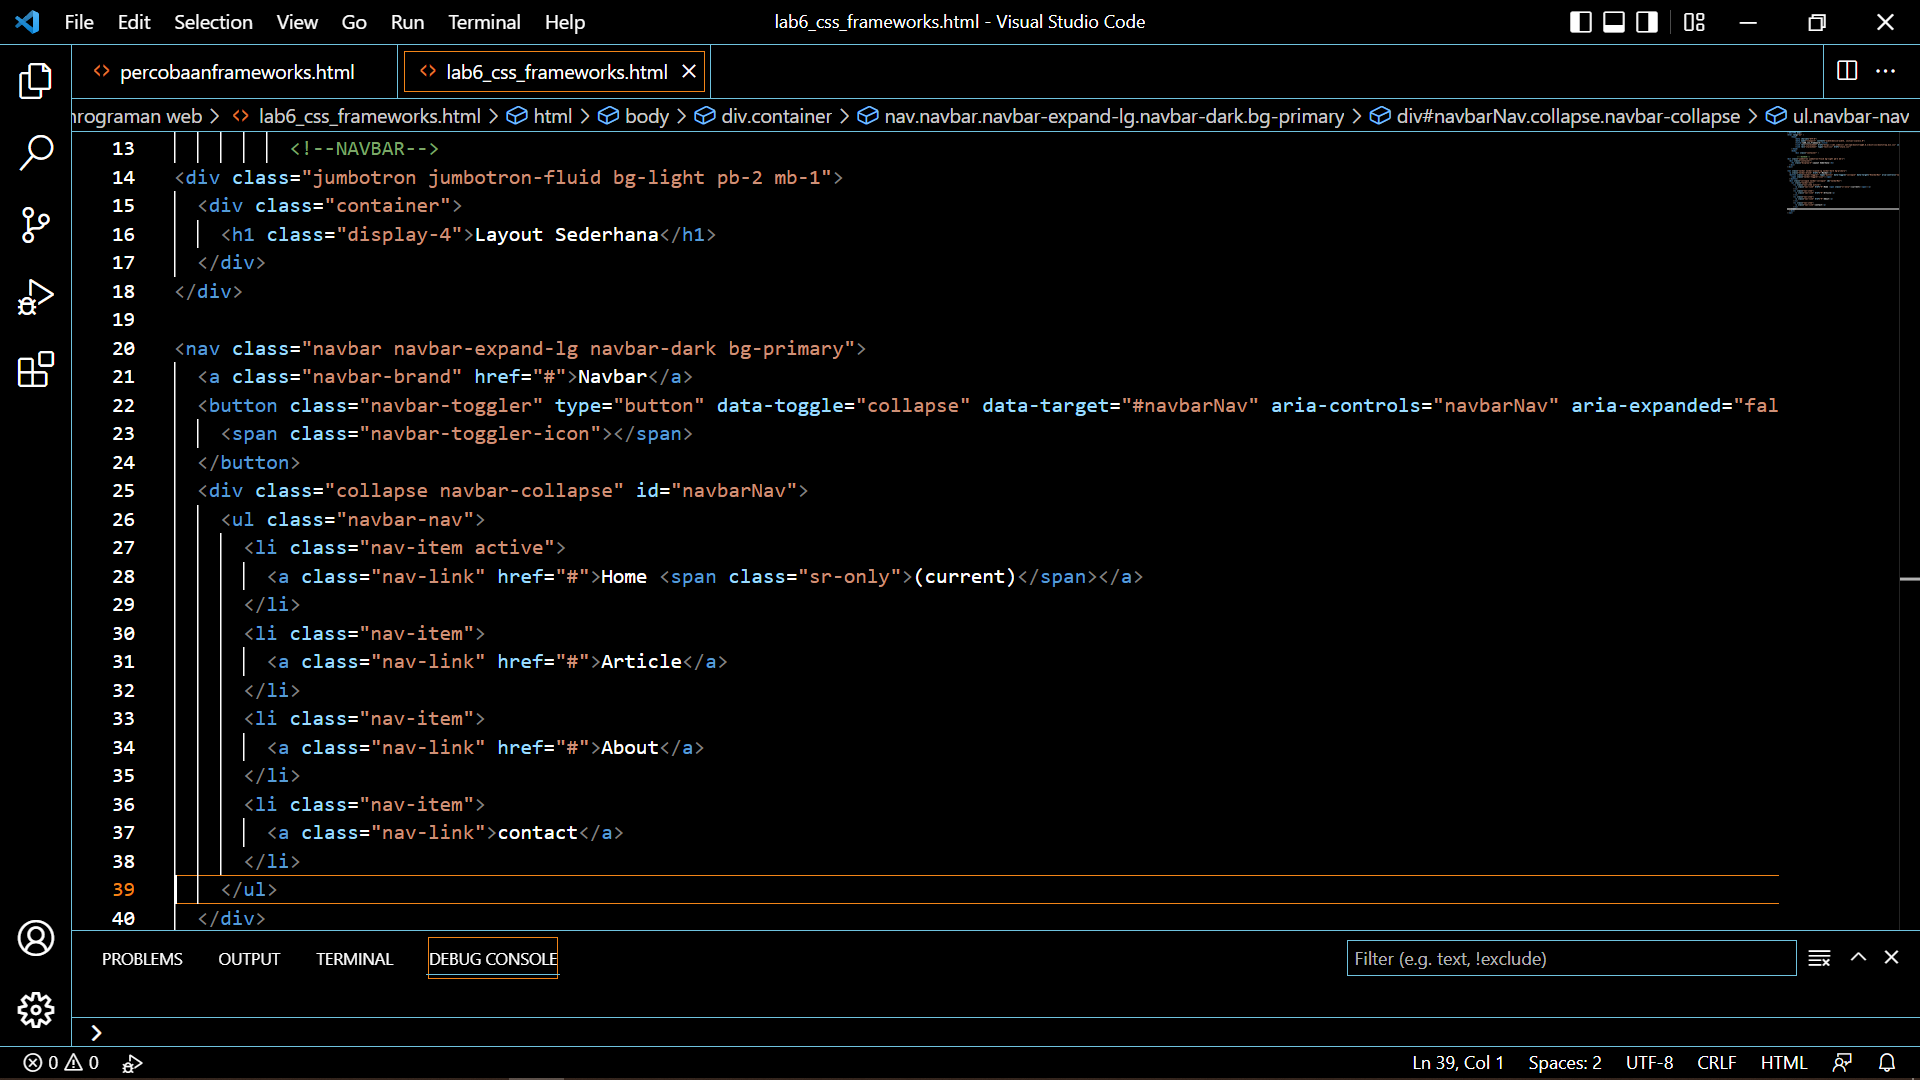 File Edit Selection View Go Run Terminal Help lab6_css_frameworks.html - Visual Studio Code
percobaanframeworks.html lab6_css_frameworks.html
nrograman web > lab6_css_frameworks.html > html > body > div.container > nav.navbar.navbar-expand-lg.navbar-dark.bg-primary > div#navbarNav.collapse.navbar-collapse > ul.navbar-nav
13 <!--NAVBAR-->
14 <div class="jumbotron jumbotron-fluid bg-light pb-2 mb-1">
15 <div class="container">
16 <h1 class="display-4">Layout Sederhana</h1>
17 </div>
18 </div>
19
20 <nav class="navbar navbar-expand-lg navbar-dark bg-primary">
21 <a class="navbar-brand" href="#">Navbar</a>
22 <button class="navbar-toggler" type="button" data-toggle="collapse" data-target="#navbarNav" aria-controls="navbarNav" aria-expanded="fal
23 <span class="navbar-toggler-icon"></span>
24 </button>
25 <div class="collapse navbar-collapse" id="navbarNav">
26 <ul class="navbar-nav">
27 <li class="nav-item active">
28 <a class="nav-link" href="#">Home <span class="sr-only">(current)</span></a>
29 </li>
30 <li class="nav-item">
31 <a class="nav-link" href="#">Article</a>
32 </li>
33 <li class="nav-item">
34 <a class="nav-link" href="#">About</a>
35 </li>
36 <li class="nav-item">
37 <a class="nav-link">contact</a>
38 </li>
39 </ul>
40 </div>
PROBLEMS OUTPUT TERMINAL DEBUG CONSOLE Filter (e.g. text, !exclude)
0 0 Ln 39, Col 1 Spaces: 2 UTF-8 CRLF HTML